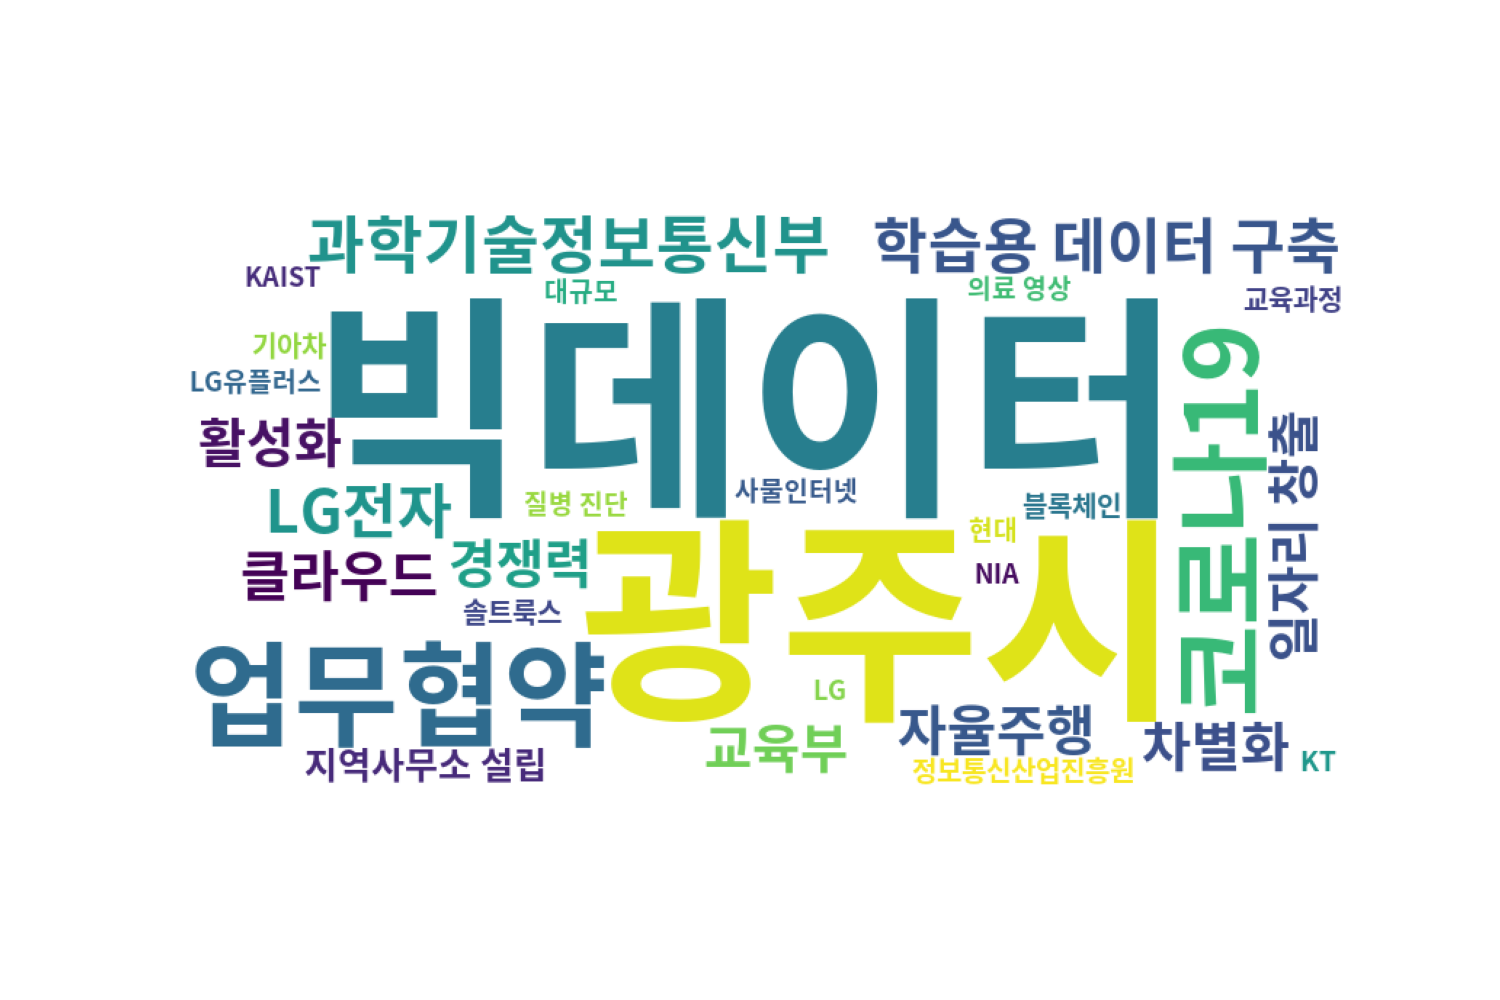 과학기술정보통신부
학습용 데이터 구축
KAIST
대규모
의료 영상
교육과정
기아차
빅데이터
코로나19
LG유플러스
활성화
일자리 창출
LG전자
질병 진단
사물인터넷
블록체인
현대
경쟁력
클라우드
광주시
NIA
솔트룩스
업무협약
LG
자율주행
교육부
차별화
지역사무소 설립
정보통신산업진흥원
KT